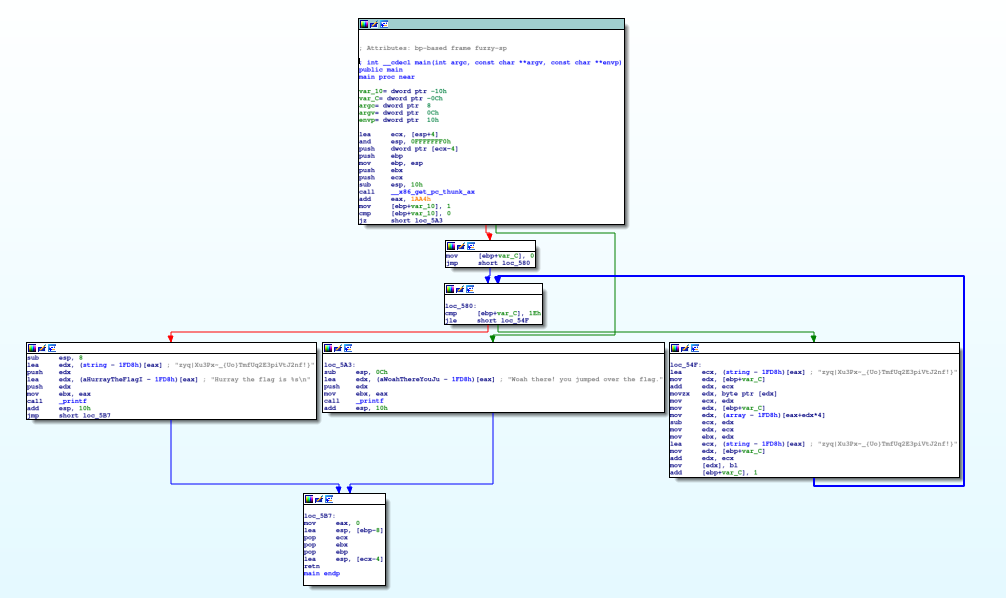 ; Attributes: bp-based frame fuzzy-sp
; int __cdecl main(int argc, const char **argv, const char **envp)
public main
main proc near
var_10= dword ptr -10h
var_C= dword ptr -0Ch
argc= dword ptr 8
argv= dword ptr 0Ch
envp= dword ptr 10h
lea ecx, [esp+4]
and esp, 0FFFFFFF0h
push dword ptr [ecx-4]
push ebp
mov ebp, esp
push ebx
push ecx
sub esp, 10h
call __x86_get_pc_thunk_ax
add eax, 1AA4h
mov [ebp+var_10], 1
cmp [ebp+var_10], 0
jz short loc_5A3
mov [ebp+var_C], 0
jmp short loc_580
loc_580:
cmp [ebp+var_C], 1Eh
jle short loc_54F
sub esp, 8
lea edx, (string - 1FD8h)[eax] ; "zyq|Xu3Px~_{Uo}TmfUq2E3piVtJ2nf!}"
push edx
lea edx, (aHurrayTheFlagI - 1FD8h)[eax] ; "Hurray the flag is %s\n"
push edx
mov ebx, eax
call _printf
add esp, 10h
jmp short loc_5B7
loc_5A3:
sub esp, 0Ch
lea edx, (aWoahThereYouJu - 1FD8h)[eax] ; "Woah there! you jumped over the flag."
push edx
mov ebx, eax
call _printf
add esp, 10h
loc_54F:
lea ecx, (string - 1FD8h)[eax] ; "zyq|Xu3Px~_{Uo}TmfUq2E3piVtJ2nf!}"
mov edx, [ebp+var_C]
add edx, ecx
movzx edx, byte ptr [edx]
mov ecx, edx
mov edx, [ebp+var_C]
mov edx, (array - 1FD8h)[eax+edx*4]
sub ecx, edx
mov edx, ecx
mov ebx, edx
lea ecx, (string - 1FD8h)[eax] ; "zyq|Xu3Px~_{Uo}TmfUq2E3piVtJ2nf!}"
mov edx, [ebp+var_C]
add edx, ecx
mov [edx], bl
add [ebp+var_C], 1
loc_5B7:
mov eax, 0
lea esp, [ebp-8]
pop ecx
pop ebx
pop ebp
lea esp, [ecx-4]
retn
main endp